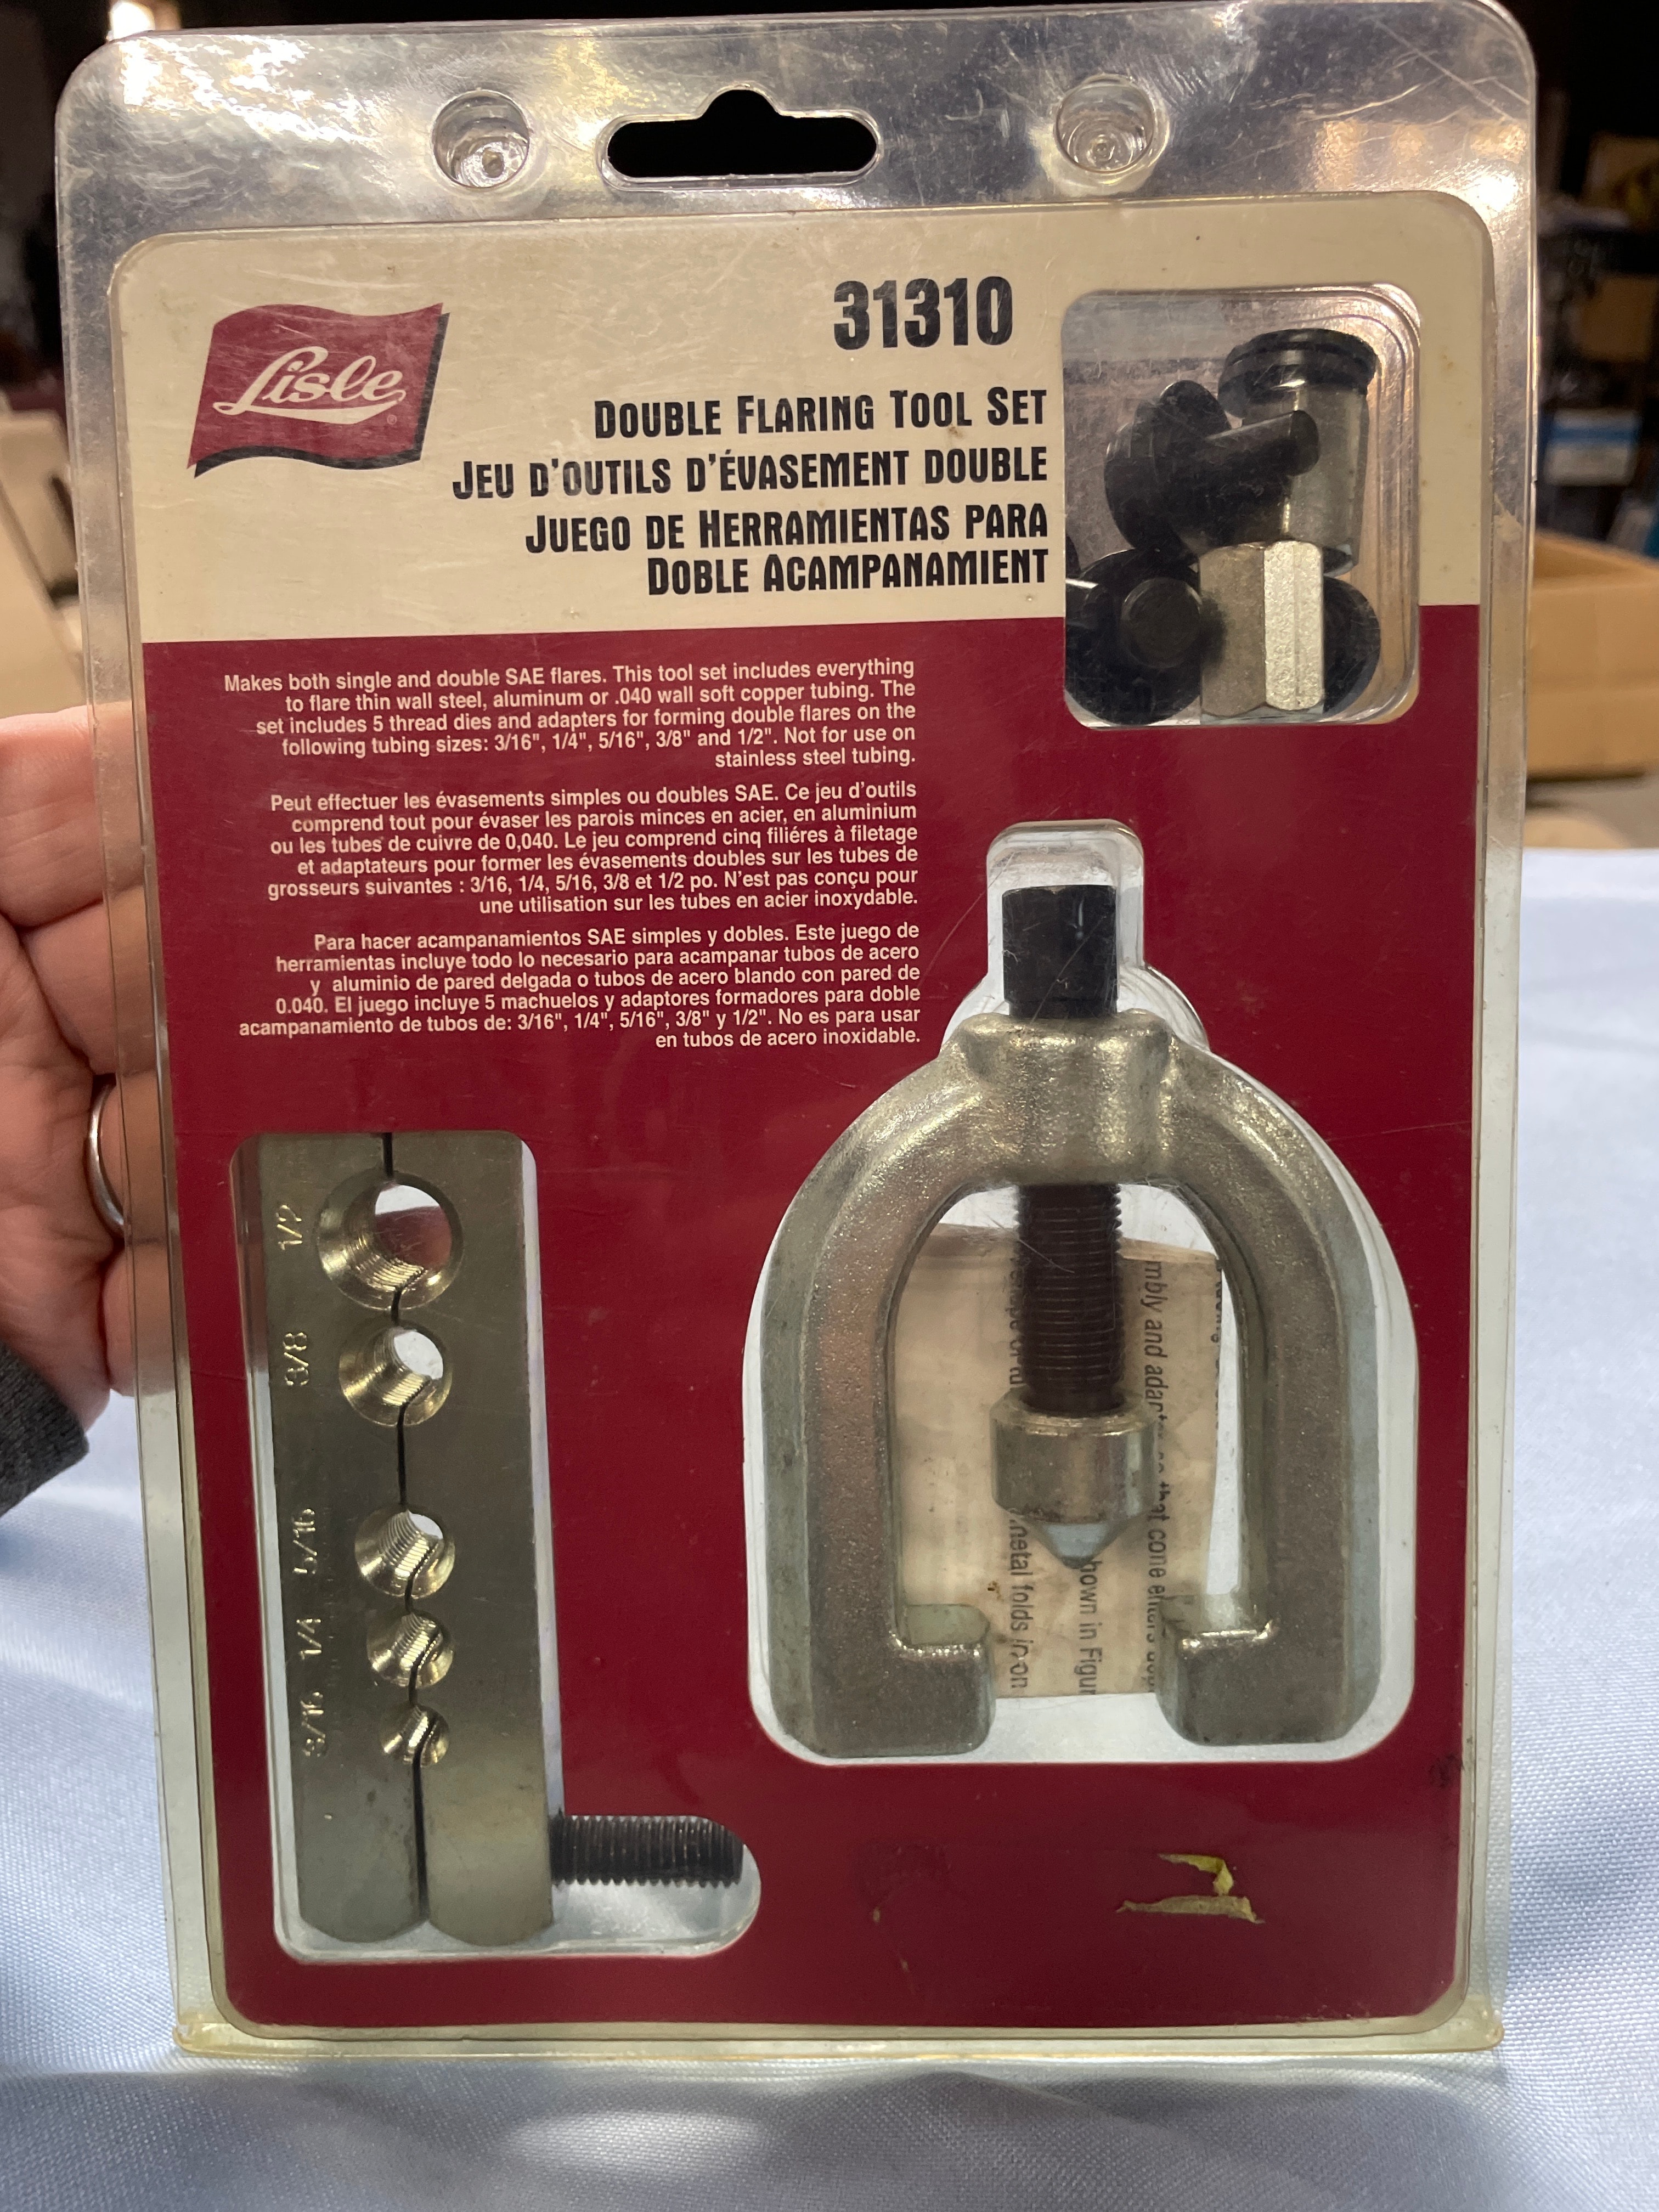 31310
Lisle®
DOUBLE FLARING TOOL SET
JEU D'OUTILS D'ÉVASEMENT DOUBLE
JUEGO DE HERRAMIENTAS PARA
DOBLE ACAMPANAMIENT
Makes both single and double SAE flares. This tool set includes everything
to flare thin wall steel, aluminum or .040 wall soft copper tubing. The
set includes 5 thread dies and adapters for forming double flares on the
following tubing sizes: 3/16", 1/4", 5/16", 3/8" and 1/2". Not for use on
stainless steel tubing.
Peut effectuer les évasements simples ou doubles SAE. Ce jeu d'outils
comprend tout pour évaser les parois minces en acier, en aluminium
ou les tubes de cuivre de 0,040. Le jeu comprend cinq filiéres à filetage
et adaptateurs pour former les évasements doubles sur les tubes de
grosseurs suivantes : 3/16, 1/4, 5/16, 3/8 et 1/2 po. N'est pas conçu pour
une utilisation sur les tubes en acier inoxydable.
Para hacer acampanamientos SAE simples y dobles. Este juego de
herramientas incluye todo lo necesario para acampanar tubos de acero
y aluminio de pared delgada o tubos de acero blando con pared de
0.040. El juego incluye 5 machuelos y adaptores formadores para doble
acampanamiento de tubos de: 3/16", 1/4", 5/16", 3/8" y 1/2". No es para usar
en tubos de acero inoxidable.
1/2
3/8
5/16
1/4
3/16
mbly and adap
that cone
hown in Figur
metal folds in on